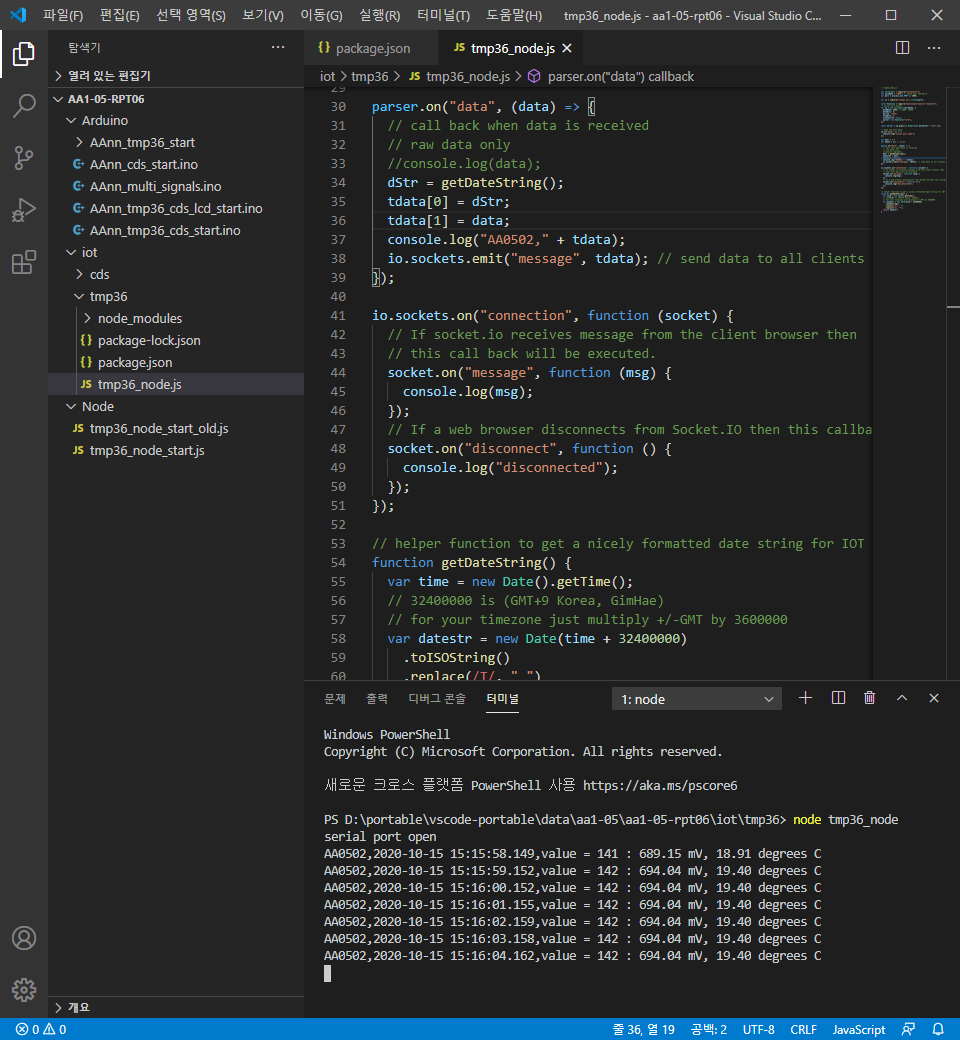 파일(F) 편집(E) 선택 영역(S) 보기(V) 이동(G) 실행(R) 터미널(T) 도움말(H) tmp36_node.js - aa1-05-rpt06 - Visual Studio C...
탐색기
열려 있는 편집기
AA1-05-RPT06
Arduino
AAnn_tmp36_start
AAnn_cds_start.ino
AAnn_multi_signals.ino
AAnn_tmp36_cds_lcd_start.ino
AAnn_tmp36_cds_start.ino
iot
cds
tmp36
node_modules
{} package-lock.json
{} package.json
JS tmp36_node.js
Node
JS tmp36_node_start_old.js
JS tmp36_node_start.js
개요
{} package.json JS tmp36_node.js
iot > tmp36 > JS tmp36_node.js > parser.on("data") callback
29
30 parser.on("data", (data) => {
31 // call back when data is received
32 // raw data only
33 //console.log(data);
34 dStr = getDateString();
35 tdata[0] = dStr;
36 tdata[1] = data;
37 console.log("AA0502," + tdata);
38 io.sockets.emit("message", tdata); // send data to all clients
39 });
40
41 io.sockets.on("connection", function (socket) {
42 // If socket.io receives message from the client browser then
43 // this call back will be executed.
44 socket.on("message", function (msg) {
45 console.log(msg);
46 });
47 // If a web browser disconnects from Socket.IO then this callba
48 socket.on("disconnect", function () {
49 console.log("disconnected");
50 });
51 });
52
53 // helper function to get a nicely formatted date string for IOT
54 function getDateString() {
55 var time = new Date().getTime();
56 // 32400000 is (GMT+9 Korea, GimHae)
57 // for your timezone just multiply +/-GMT by 3600000
58 var datestr = new Date(time + 32400000)
59 .toISOString()
60 .replace(/T/, " ")
문제 출력 디버그 콘솔 터미널 1: node
Windows PowerShell
Copyright (C) Microsoft Corporation. All rights reserved.
새로운 크로스 플랫폼 PowerShell 사용 https://aka.ms/pscore6
PS D:\portable\vscode-portable\data\aa1-05\aa1-05-rpt06\iot\tmp36> node tmp36_node
serial port open
AA0502,2020-10-15 15:15:58.149,value = 141 : 689.15 mV, 18.91 degrees C
AA0502,2020-10-15 15:15:59.152,value = 142 : 694.04 mV, 19.40 degrees C
AA0502,2020-10-15 15:16:00.152,value = 142 : 694.04 mV, 19.40 degrees C
AA0502,2020-10-15 15:16:01.155,value = 142 : 694.04 mV, 19.40 degrees C
AA0502,2020-10-15 15:16:02.159,value = 142 : 694.04 mV, 19.40 degrees C
AA0502,2020-10-15 15:16:03.158,value = 142 : 694.04 mV, 19.40 degrees C
AA0502,2020-10-15 15:16:04.162,value = 142 : 694.04 mV, 19.40 degrees C
0 0 줄 36, 열 19 공백: 2 UTF-8 CRLF JavaScript